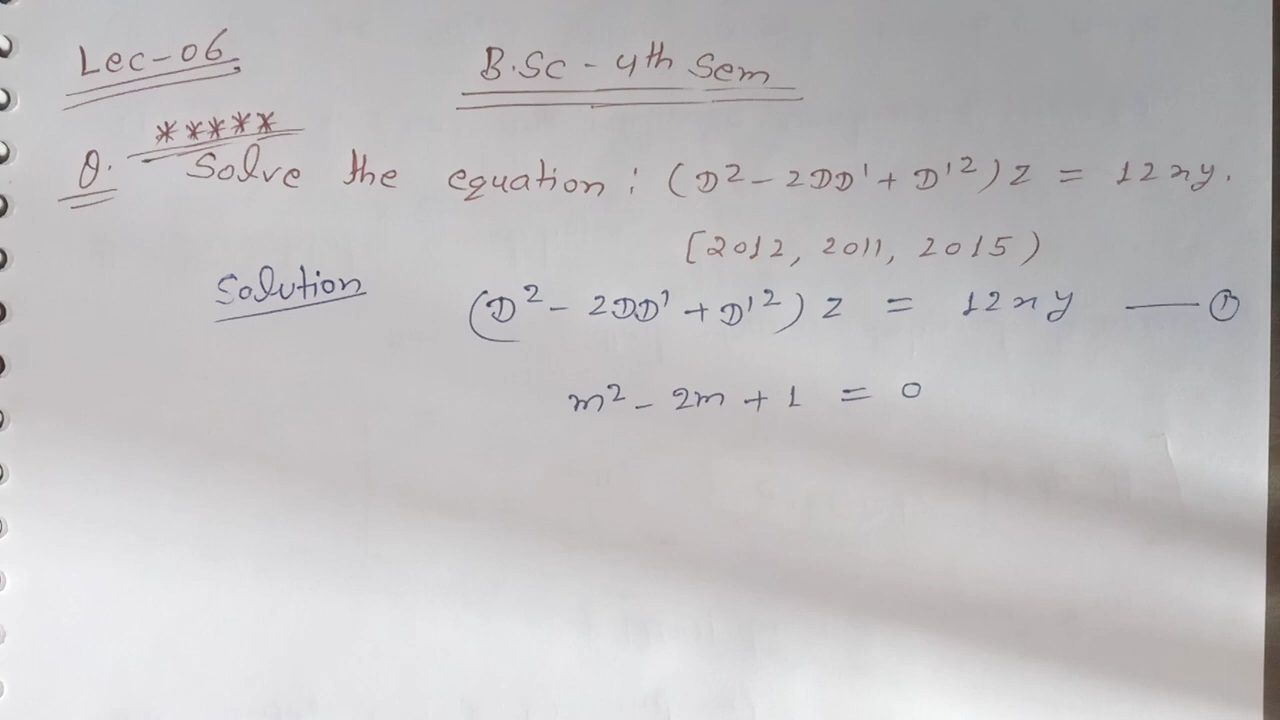 Lec-06
B.Sc - 4th Sem
*****
Q. Solve the equation : (D² - 2DD' + D'²) Z = 12xy.
[2012, 2011, 2015)
Solution
(D² - 2DD' + D'²) Z = 12xy —— ①
m² - 2m + 1 = 0